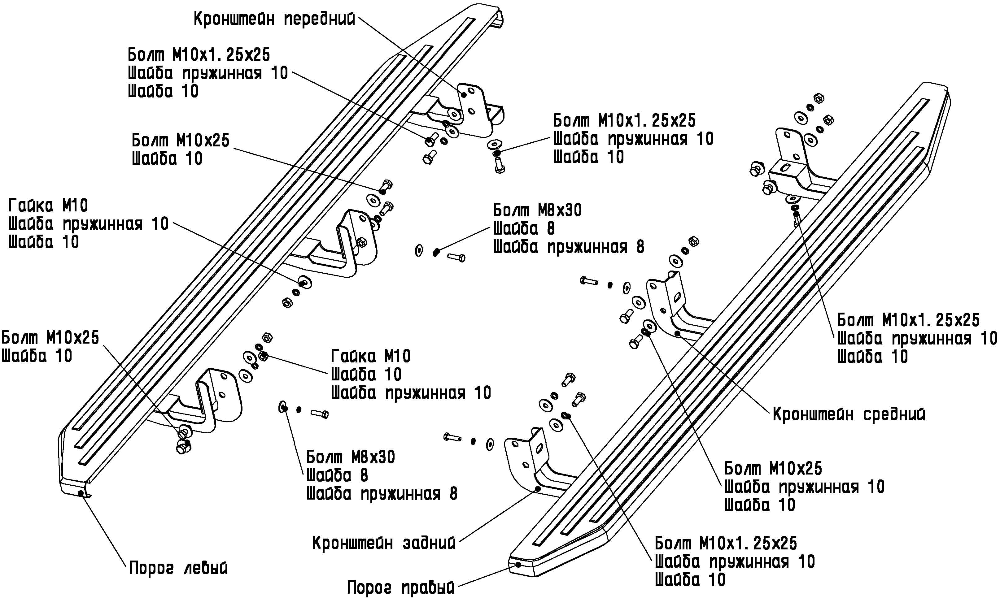 Кронштейн передний
Болт М10х1.25х25
Шайба пружинная 10
Шайба 10
Болт М10х1.25х25
Шайба пружинная 10
Шайба 10
Болт М10х25
Шайба 10
Гайка М10
Шайба пружинная 10
Шайба 10
Болт М8х30
Шайба 8
Шайба пружинная 8
Болт М10х1.25х25
Шайба пружинная 10
Шайба 10
Болт М10х25
Шайба 10
Гайка М10
Шайба 10
Шайба пружинная 10
Кронштейн средний
Болт М8х30
Шайба 8
Шайба пружинная 8
Болт М10х25
Шайба пружинная 10
Шайба 10
Кронштейн задний
Болт М10х1.25х25
Шайба пружинная 10
Шайба 10
Порог левый
Порог правый